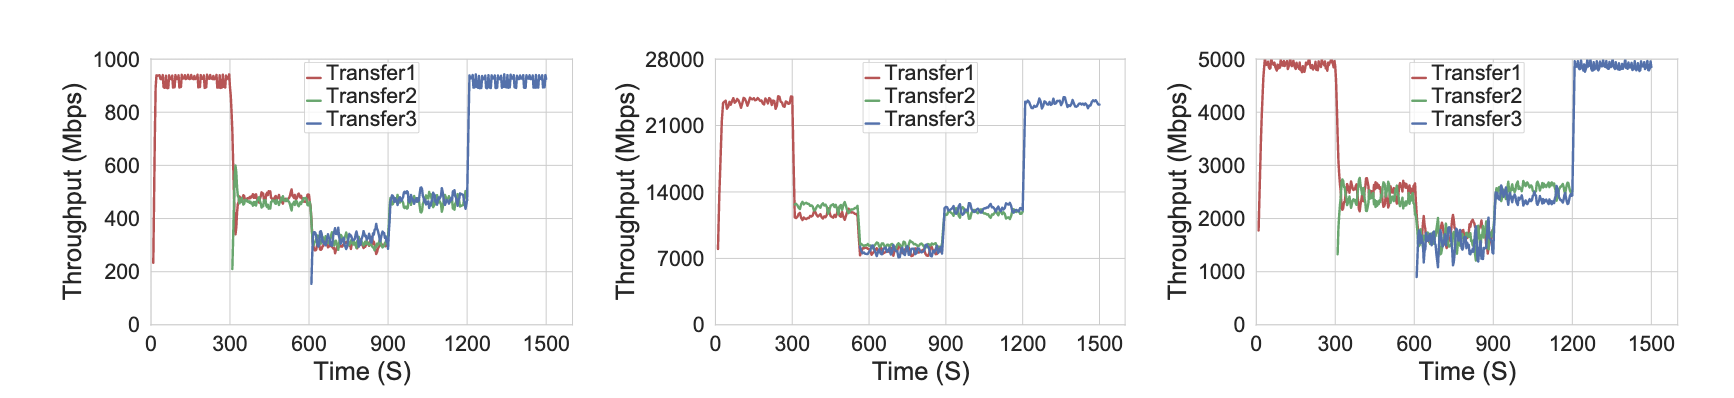 Throughput (Mbps)
1000
800
600
400
200
0
Transfer1
Transfer2
Transfer3
0 300 600 900 1200 1500
Time (S)
Throughput (Mbps)
28000
21000
14000
7000
0
Transfer1
Transfer2
Transfer3
0 300 600 900 1200 1500
Time (S)
Throughput (Mbps)
5000
4000
3000
2000
1000
0
Transfer1
Transfer2
Transfer3
0 300 600 900 1200 1500
Time (S)